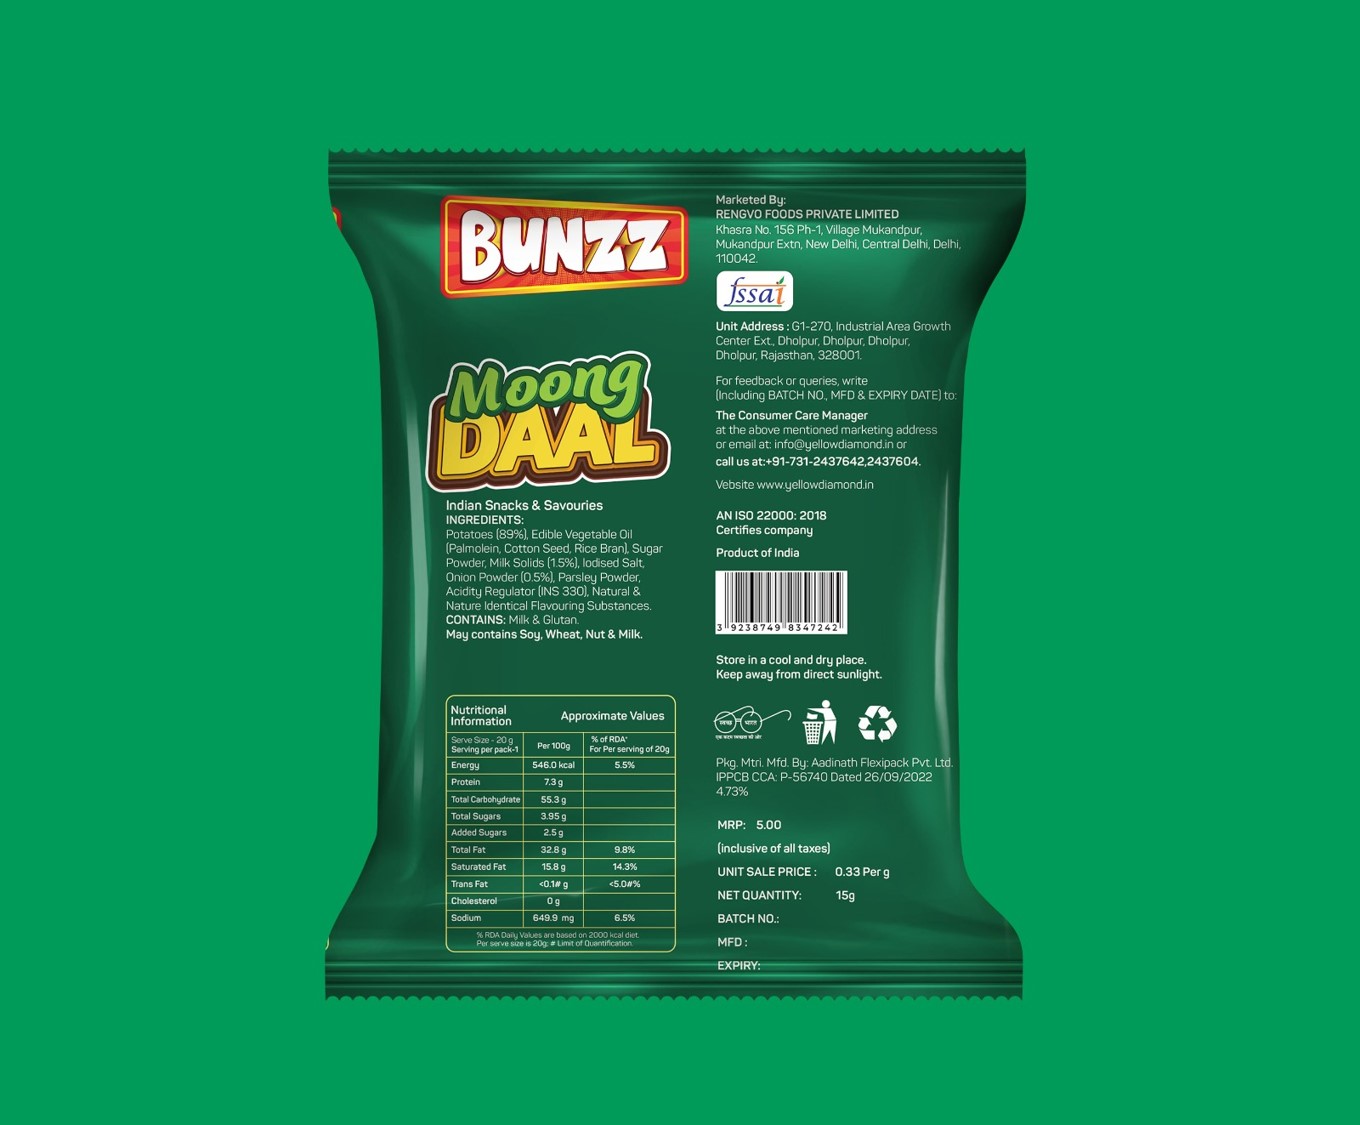 BUNZZ
Moong
DAAL
Indian Snacks & Savouries
INGREDIENTS:
Potatoes (89%), Edible Vegetable Oil
(Palmolein, Cotton Seed, Rice Bran), Sugar
Powder, Milk Solids (1.5%), Iodised Salt,
Onion Powder (0.5%), Parsley Powder,
Acidity Regulator (INS 330), Natural &
Nature Identical Flavouring Substances.
CONTAINS: Milk & Glutan.
May contains Soy, Wheat, Nut & Milk.
Nutritional Information Approximate Values
Serve Size - 20 g
Serving per pack-1 Per 100g % of RDA* For Per serving of 20g
Energy 546.0 kcal 5.5%
Protein 7.3 g
Total Carbohydrate 55.3 g
Total Sugars 3.95 g
Added Sugars 2.5 g
Total Fat 32.8 g 9.8%
Saturated Fat 15.8 g 14.3%
Trans Fat <0.1# g <5.0#%
Cholesterol 0 g
Sodium 649.9 mg 6.5%
% RDA Daily Values are based on 2000 kcal diet.
Per serve size is 20g; # Limit of Quantification.
Marketed By:
RENGVO FOODS PRIVATE LIMITED
Khasra No. 156 Ph-1, Village Mukandpur,
Mukandpur Extn, New Delhi, Central Delhi, Delhi,
110042.
fssai
Unit Address : G1-270, Industrial Area Growth
Center Ext., Dholpur, Dholpur, Dholpur,
Dholpur, Rajasthan, 328001.
For feedback or queries, write
(Including BATCH NO., MFD & EXPIRY DATE) to:
The Consumer Care Manager
at the above mentioned marketing address
or email at: info@yellowdiamond.in or
call us at:+91-731-2437642,2437604.
Vebsite www.yellowdiamond.in
AN ISO 22000: 2018
Certifies company
Product of India
3 9238749 8347242
Store in a cool and dry place.
Keep away from direct sunlight.
स्वच्छ भारत
एक कदम स्वच्छता की ओर
Pkg. Mtri. Mfd. By: Aadinath Flexipack Pvt. Ltd.
IPPCB CCA: P-56740 Dated 26/09/2022
4.73%
MRP: 5.00
(inclusive of all taxes)
UNIT SALE PRICE : 0.33 Per g
NET QUANTITY: 15g
BATCH NO.:
MFD :
EXPIRY: